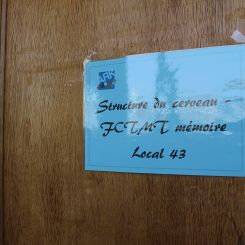 Structure du cerveau -
FCTMT mémoire
Local 43